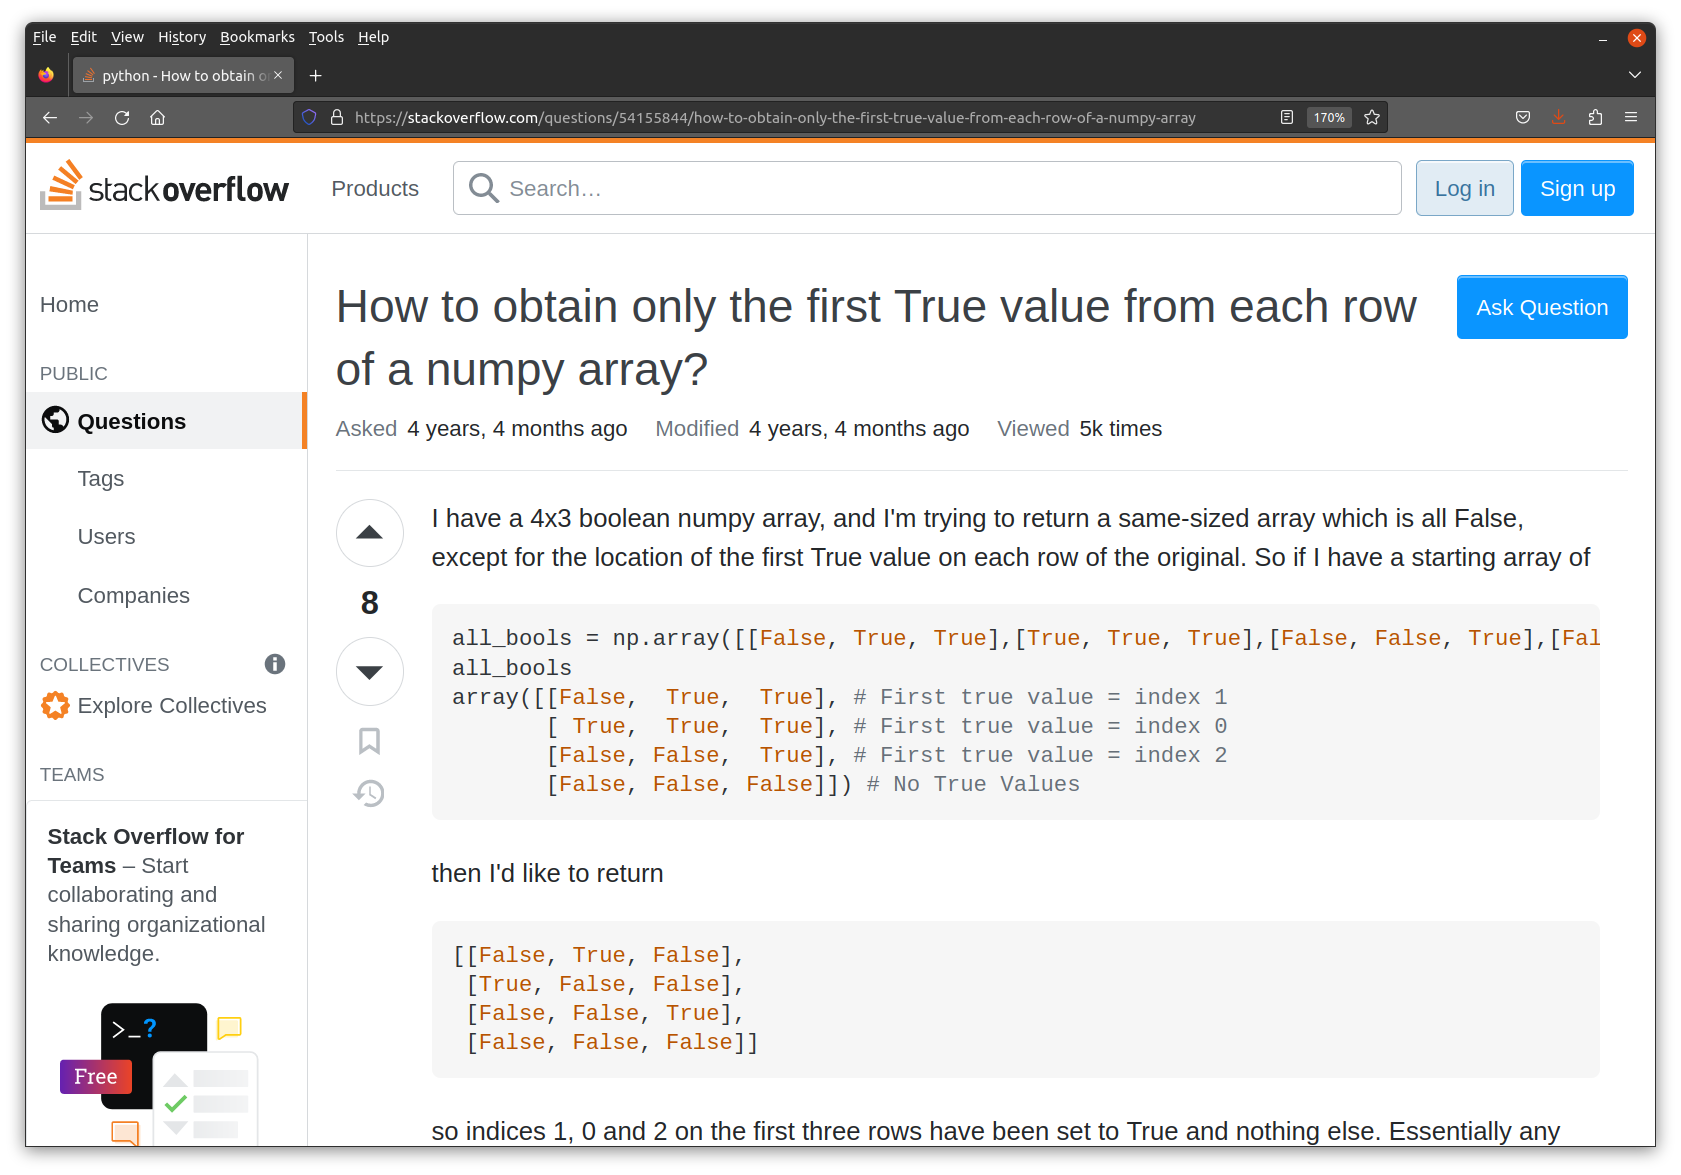 File Edit View History Bookmarks Tools Help
python - How to obtain o
https://stackoverflow.com/questions/54155844/how-to-obtain-only-the-first-true-value-from-each-row-of-a-numpy-array
170%
stackoverflow
Products
Search…
Log in
Sign up
Home
PUBLIC
Questions
Tags
Users
Companies
COLLECTIVES
Explore Collectives
TEAMS
Stack Overflow for
Teams – Start
collaborating and
sharing organizational
knowledge.
>_?
Free
How to obtain only the first True value from each row
of a numpy array?
Ask Question
Asked 4 years, 4 months ago Modified 4 years, 4 months ago Viewed 5k times
8
I have a 4x3 boolean numpy array, and I'm trying to return a same-sized array which is all False,
except for the location of the first True value on each row of the original. So if I have a starting array of
all_bools = np.array([[False, True, True],[True, True, True],[False, False, True],[Fal
all_bools
array([[False,  True,  True], # First true value = index 1
       [ True,  True,  True], # First true value = index 0
       [False, False,  True], # First true value = index 2
       [False, False, False]]) # No True Values
then I'd like to return
[[False, True, False],
 [True, False, False],
 [False, False, True],
 [False, False, False]]
so indices 1, 0 and 2 on the first three rows have been set to True and nothing else. Essentially any